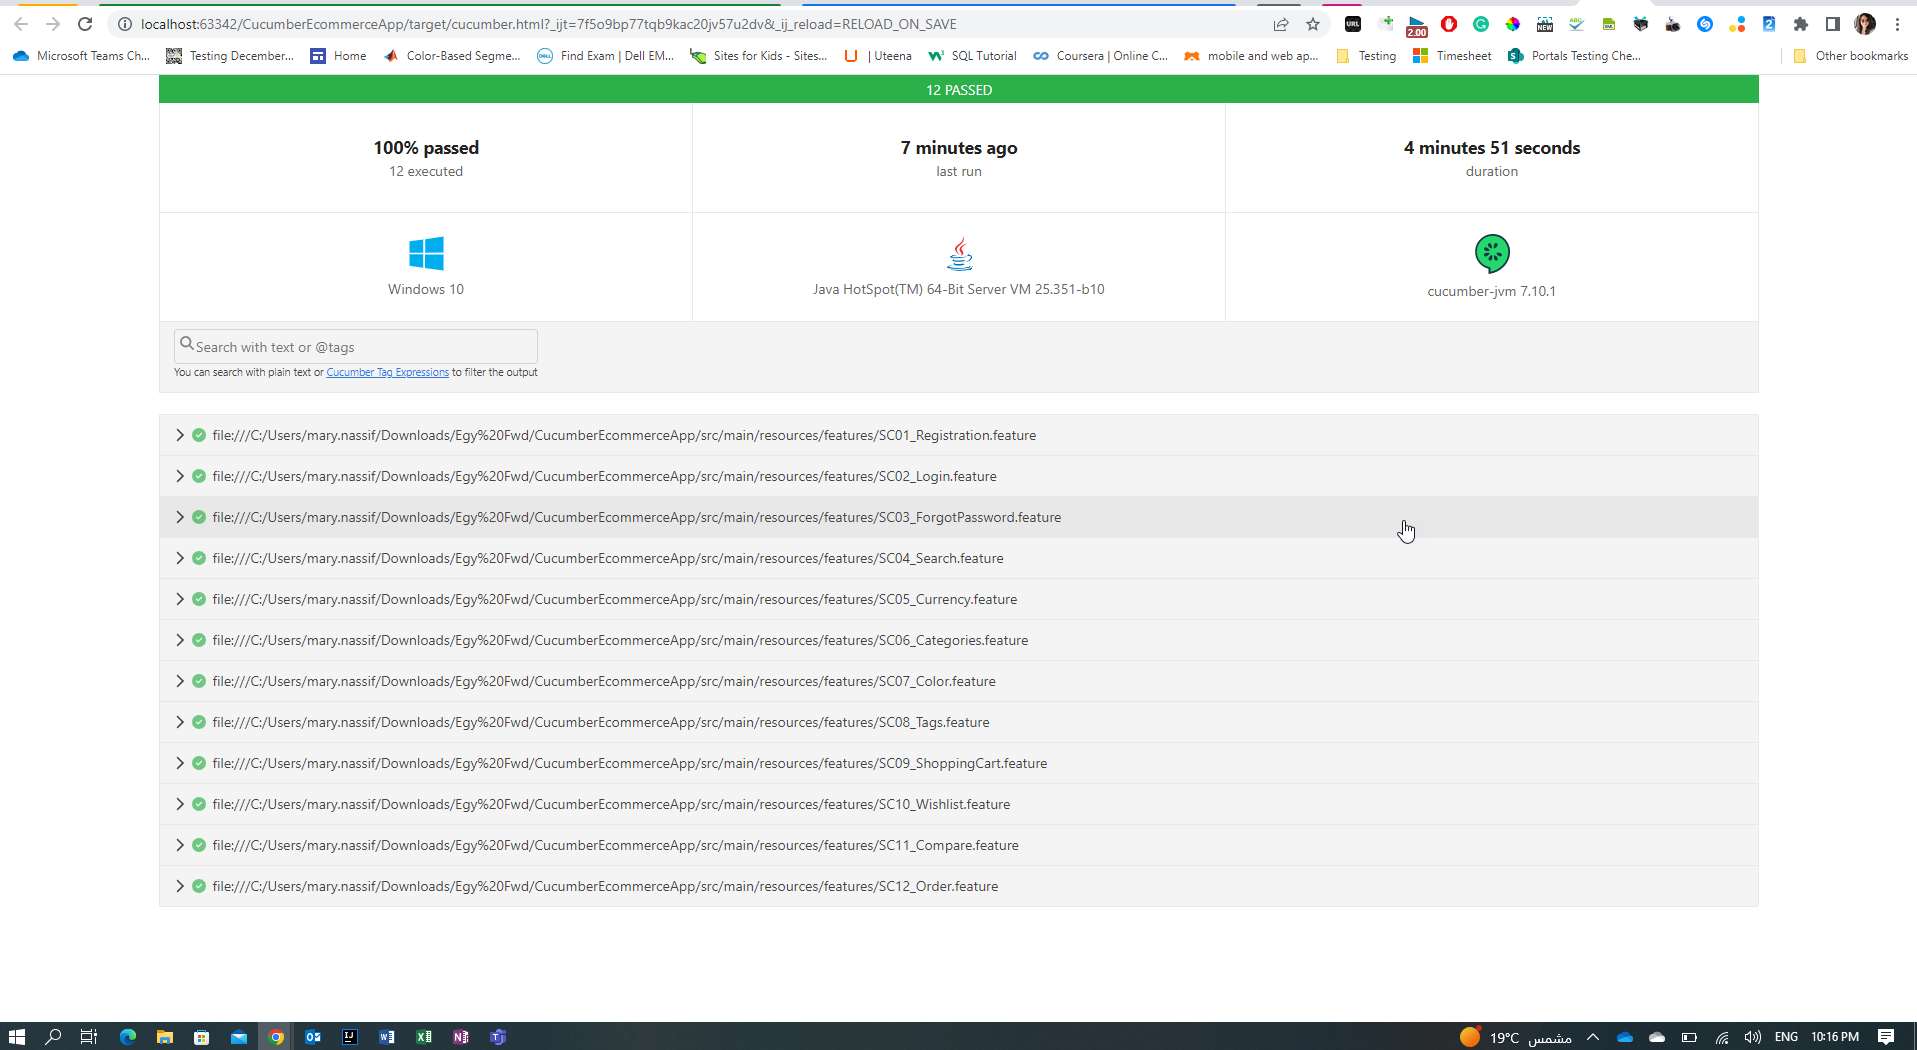 localhost:63342/CucumberEcommerceApp/target/cucumber.html?_ijt=7f5o9bp77tqb9kac20jv57u2dv&_ij_reload=RELOAD_ON_SAVE
URL
2.00
NEW
ABC
2
Microsoft Teams Ch...
Testing December...
Home
Color-Based Segme...
Find Exam | Dell EM...
Sites for Kids - Sites...
| Uteena
SQL Tutorial
Coursera | Online C...
mobile and web ap...
Testing
Timesheet
Portals Testing Che...
Other bookmarks
12 PASSED
100% passed
12 executed
7 minutes ago
last run
4 minutes 51 seconds
duration
Windows 10
Java HotSpot(TM) 64-Bit Server VM 25.351-b10
cucumber-jvm 7.10.1
Search with text or @tags
You can search with plain text or Cucumber Tag Expressions to filter the output
file:///C:/Users/mary.nassif/Downloads/Egy%20Fwd/CucumberEcommerceApp/src/main/resources/features/SC01_Registration.feature
file:///C:/Users/mary.nassif/Downloads/Egy%20Fwd/CucumberEcommerceApp/src/main/resources/features/SC02_Login.feature
file:///C:/Users/mary.nassif/Downloads/Egy%20Fwd/CucumberEcommerceApp/src/main/resources/features/SC03_ForgotPassword.feature
file:///C:/Users/mary.nassif/Downloads/Egy%20Fwd/CucumberEcommerceApp/src/main/resources/features/SC04_Search.feature
file:///C:/Users/mary.nassif/Downloads/Egy%20Fwd/CucumberEcommerceApp/src/main/resources/features/SC05_Currency.feature
file:///C:/Users/mary.nassif/Downloads/Egy%20Fwd/CucumberEcommerceApp/src/main/resources/features/SC06_Categories.feature
file:///C:/Users/mary.nassif/Downloads/Egy%20Fwd/CucumberEcommerceApp/src/main/resources/features/SC07_Color.feature
file:///C:/Users/mary.nassif/Downloads/Egy%20Fwd/CucumberEcommerceApp/src/main/resources/features/SC08_Tags.feature
file:///C:/Users/mary.nassif/Downloads/Egy%20Fwd/CucumberEcommerceApp/src/main/resources/features/SC09_ShoppingCart.feature
file:///C:/Users/mary.nassif/Downloads/Egy%20Fwd/CucumberEcommerceApp/src/main/resources/features/SC10_Wishlist.feature
file:///C:/Users/mary.nassif/Downloads/Egy%20Fwd/CucumberEcommerceApp/src/main/resources/features/SC11_Compare.feature
file:///C:/Users/mary.nassif/Downloads/Egy%20Fwd/CucumberEcommerceApp/src/main/resources/features/SC12_Order.feature
19°C مشمس
ENG
10:16 PM